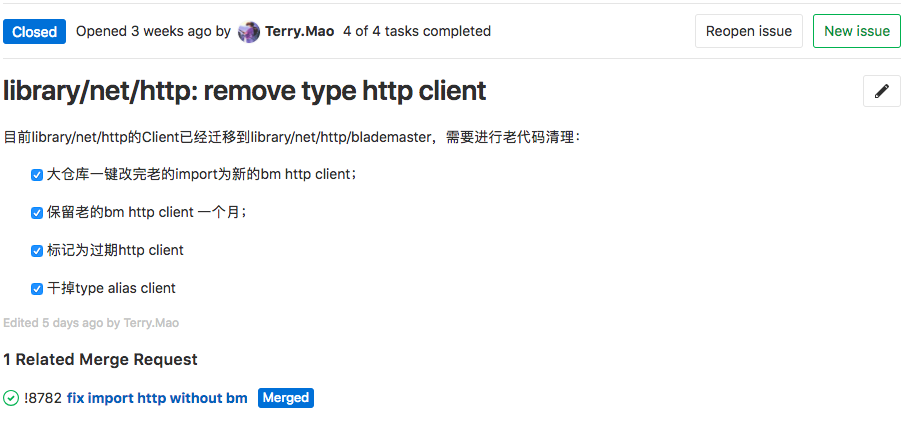 Closed Opened 3 weeks ago by Terry.Mao 4 of 4 tasks completed Reopen issue New issue
library/net/http: remove type http client
目前library/net/http的Client已经迁移到library/net/http/blademaster，需要进行老代码清理：
大仓库一键改完老的import为新的bm http client；
保留老的bm http client 一个月；
标记为过期http client
干掉type alias client
Edited 5 days ago by Terry.Mao
1 Related Merge Request
!8782 fix import http without bm Merged